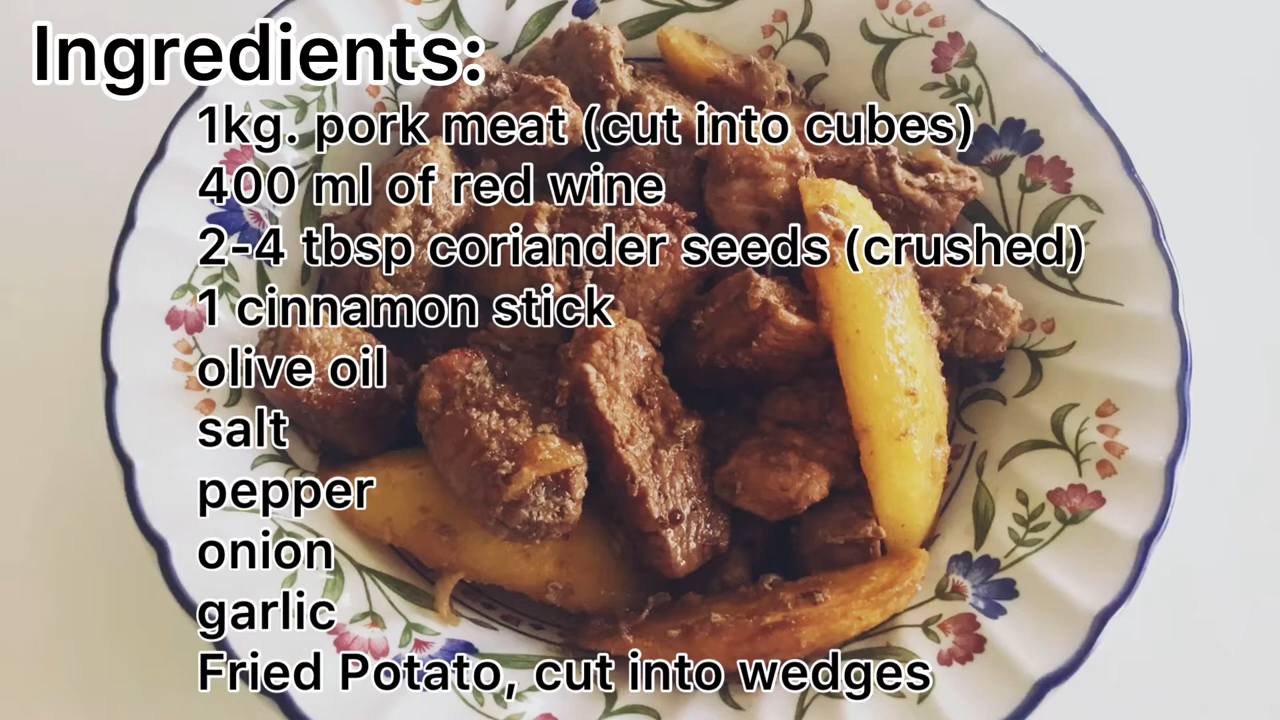 Ingredients:
1kg. pork meat (cut into cubes)
400 ml of red wine
2-4 tbsp coriander seeds (crushed)
1 cinnamon stick
olive oil
salt
pepper
onion
garlic
Fried Potato, cut into wedges